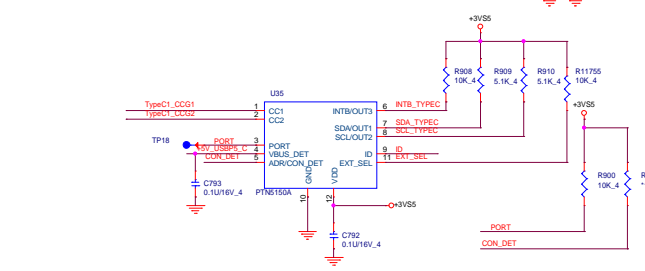 +3VS5
R908
10K_4
R909
5.1K_4
R910
5.1K_4
R11755
10K_4
U35
TypeC1_CCG1
1
CC1
INTB/OUT3
6
INTB_TYPEC
TypeC1_CCG2
2
CC2
SDA/OUT1
7
SDA_TYPEC
SCL/OUT2
8
SCL_TYPEC
+3VS5
TP18
PORT
3
PORT
+5V_USBP5_C
4
VBUS_DET
ID
9
ID
CON_DET
5
ADR/CON_DET
EXT_SEL
11
EXT_SEL
GND
VDD
C793
0.1U/16V_4
PTN5150A
10
12
+3VS5
R900
10K_4
C792
0.1U/16V_4
PORT
CON_DET